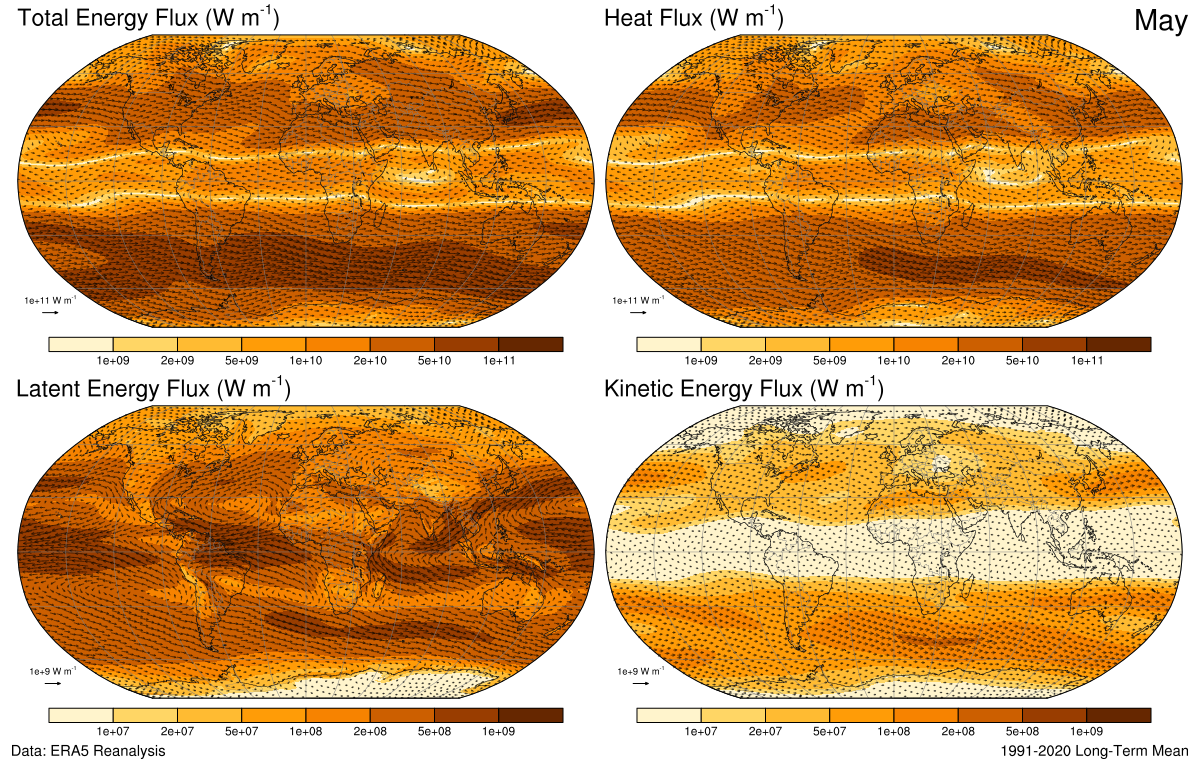 Total Energy Flux (W m-1)
Heat Flux (W m-1)
May
1e+11 W m-1
1e+11 W m-1
1e+09 2e+09 5e+09 1e+10 2e+10 5e+10 1e+11
1e+09 2e+09 5e+09 1e+10 2e+10 5e+10 1e+11
Latent Energy Flux (W m-1)
Kinetic Energy Flux (W m-1)
1e+9 W m-1
1e+9 W m-1
1e+07 2e+07 5e+07 1e+08 2e+08 5e+08 1e+09
1e+07 2e+07 5e+07 1e+08 2e+08 5e+08 1e+09
Data: ERA5 Reanalysis
1991-2020 Long-Term Mean